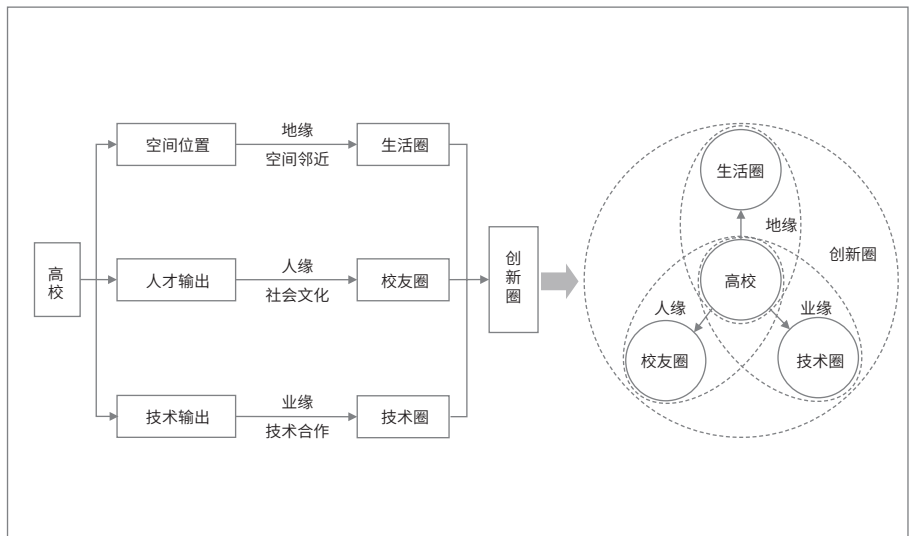 高校
空间位置
地缘
空间邻近
生活圈
人才输出
人缘
社会文化
校友圈
技术输出
业缘
技术合作
技术圈
创新圈
生活圈
地缘
创新圈
高校
人缘
业缘
校友圈
技术圈